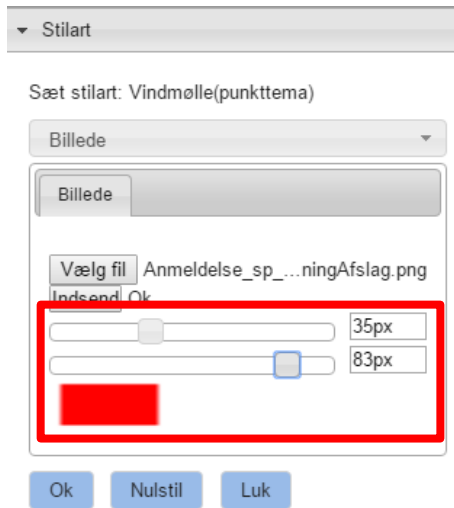 Stilart
Sæt stilart: Vindmølle(punkttema)
Billede
Billede
Vælg fil Anmeldelse_sp_...ningAfslag.png
Indsend Ok
35px
83px
Ok Nulstil Luk